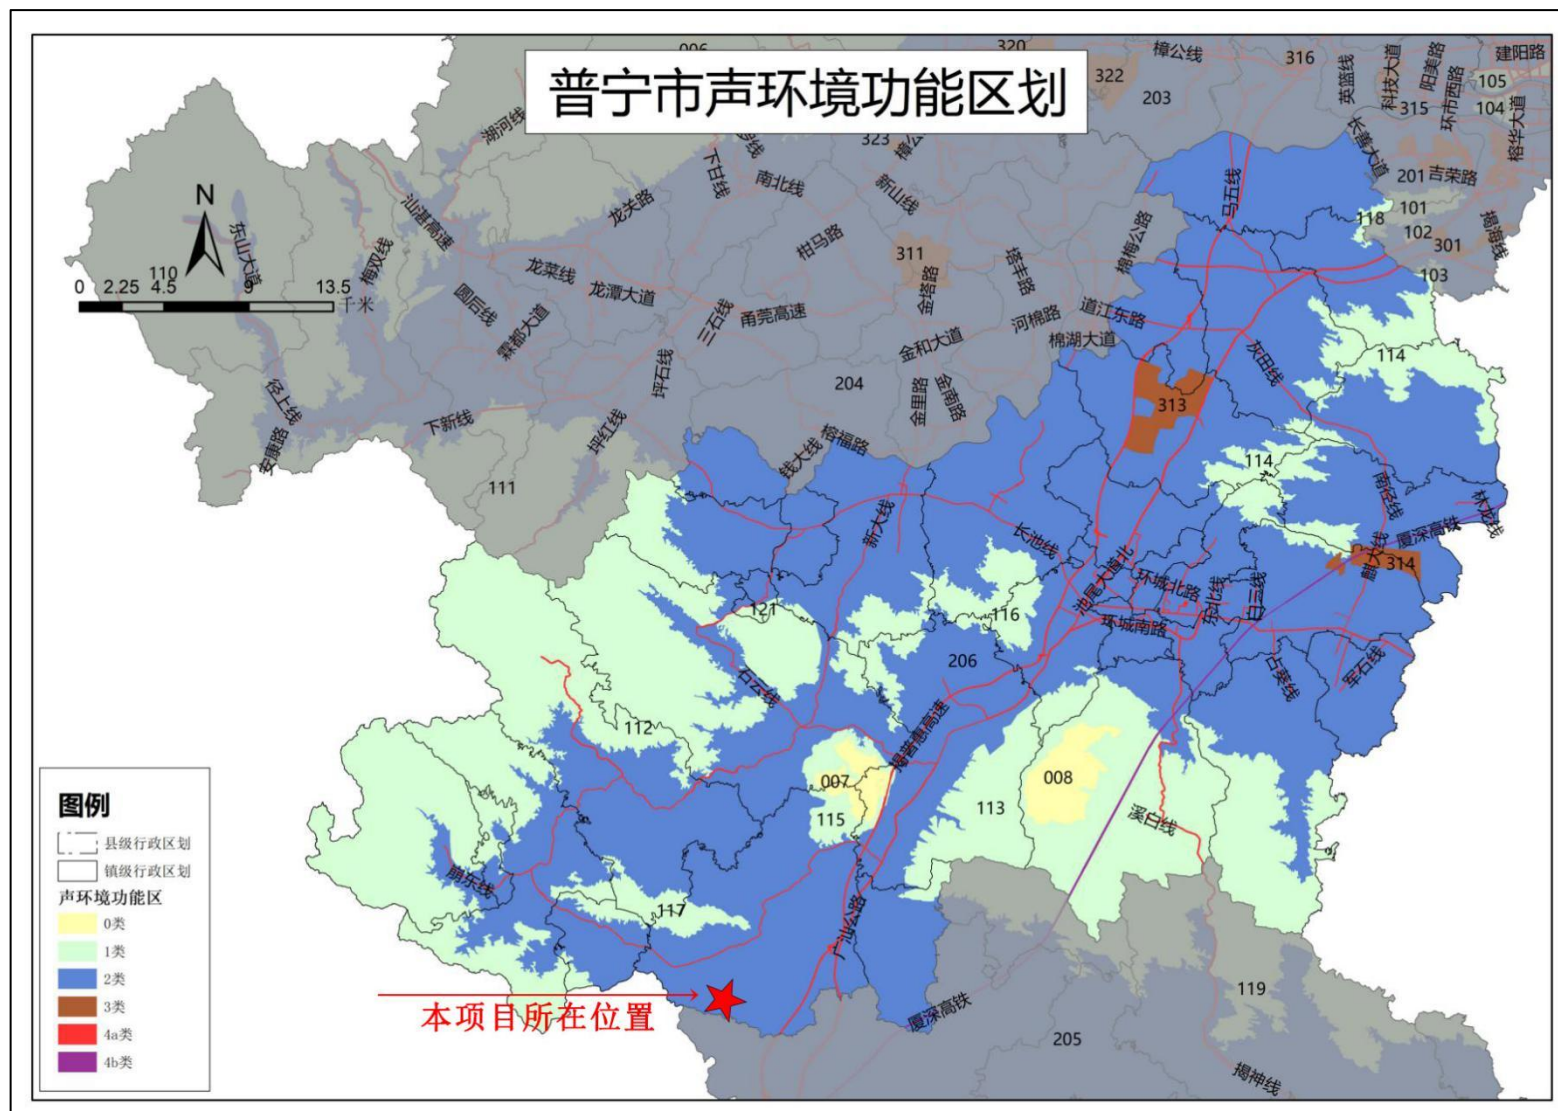 普宁市声环境功能区划
006
320
322
樟公线
203
316
英篮线
科技大道
阳美路
环市西路
建阳路
105
315
104
榕华大道
湖河线
323
下甘线
南北线
新山线
长善大道
201
吉荣路
N
汕湛高速
龙关路
马五线
118
101
102
301
揭海线
东山大道
梅双线
柑马路
311
塔丰路
棉梅公路
103
110
0
2.25
4.5
9
13.5
千米
龙菜线
龙潭大道
圆后线
霖都大道
三石线
甬莞高速
金塔路
河棉路
道江东路
金和大道
棉湖大道
灰田线
114
径上线
坪石线
204
金里路
金南路
313
安康路
下新线
坪红线
钱大线
榕福路
114
111
新大线
南径线
林龙线
厦深高铁
长池线
麒大线
314
池尾大道北
环城北路
东北线
白三线
121
116
环城南路
206
占葵线
军石线
石云线
112
揭普惠高速
007
008
115
113
溪白线
崩东线
117
广汕公路
119
厦深高铁
205
揭神线
本项目所在位置
图例
县级行政区划
镇级行政区划
声环境功能区
0类
1类
2类
3类
4a类
4b类